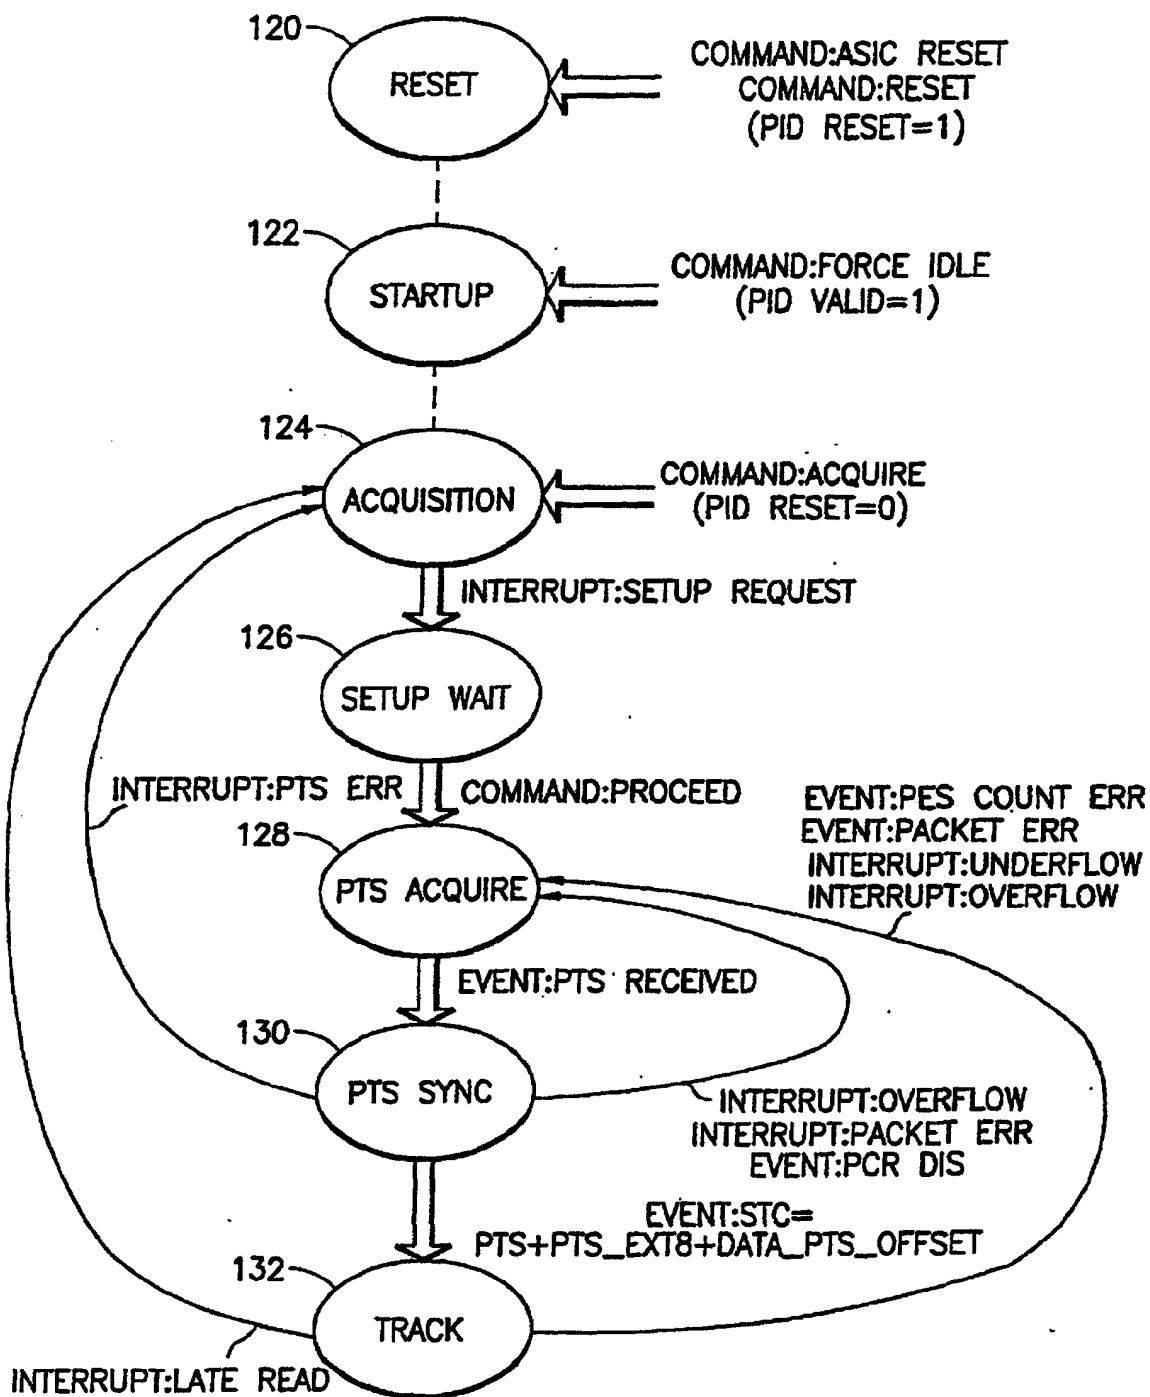 120
RESET
COMMAND:ASIC RESET
COMMAND:RESET
(PID RESET=1)
122
STARTUP
COMMAND:FORCE IDLE
(PID VALID=1)
124
ACQUISITION
COMMAND:ACQUIRE
(PID RESET=0)
INTERRUPT:SETUP REQUEST
126
SETUP WAIT
INTERRUPT:PTS ERR
COMMAND:PROCEED
EVENT:PES COUNT ERR
EVENT:PACKET ERR
INTERRUPT:UNDERFLOW
INTERRUPT:OVERFLOW
128
PTS ACQUIRE
EVENT:PTS RECEIVED
130
PTS SYNC
INTERRUPT:OVERFLOW
INTERRUPT:PACKET ERR
EVENT:PCR DIS
EVENT:STC=
PTS+PTS_EXT8+DATA_PTS_OFFSET
132
TRACK
INTERRUPT:LATE READ